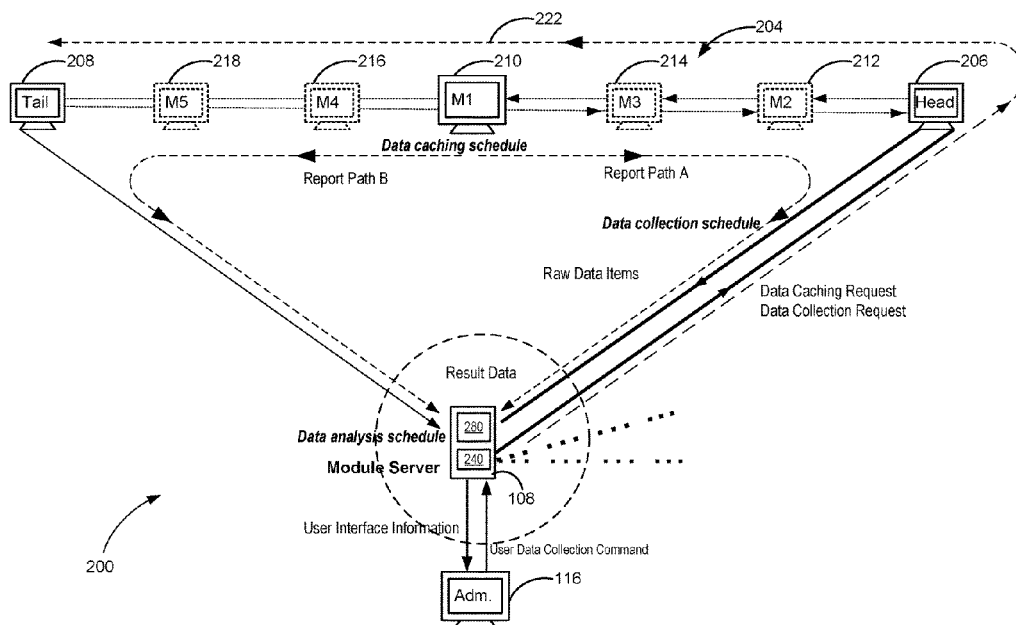 222
204
208
218
216
210
214
212
206
Tail
M5
M4
M1
M3
M2
Head
Data caching schedule
Report Path B
Report Path A
Data collection schedule
Raw Data Items
Data Caching Request
Data Collection Request
Result Data
Data analysis schedule
280
Module Server
240
108
User Interface Information
User Data Collection Command
200
116
Adm.